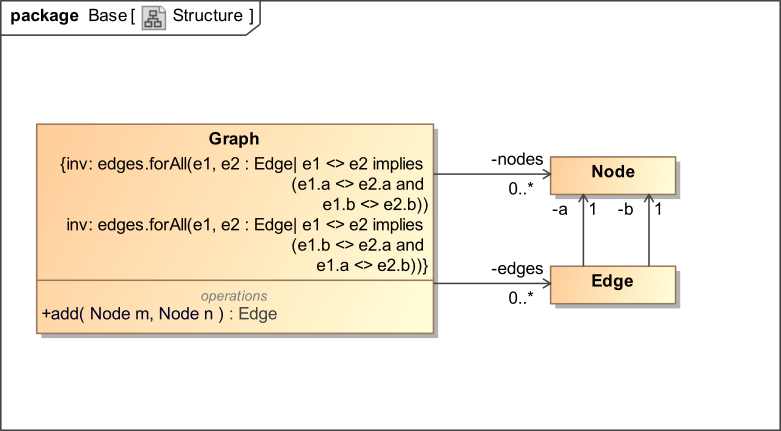 package Base [ Structure ]
Graph
{inv: edges.forAll(e1, e2 : Edge| e1 <> e2 implies
(e1.a <> e2.a and
e1.b <> e2.b))
inv: edges.forAll(e1, e2 : Edge| e1 <> e2 implies
(e1.b <> e2.a and
e1.a <> e2.b))}
operations
+add( Node m, Node n ) : Edge
-nodes
0..*
Node
-a 1 -b 1
-edges
0..*
Edge